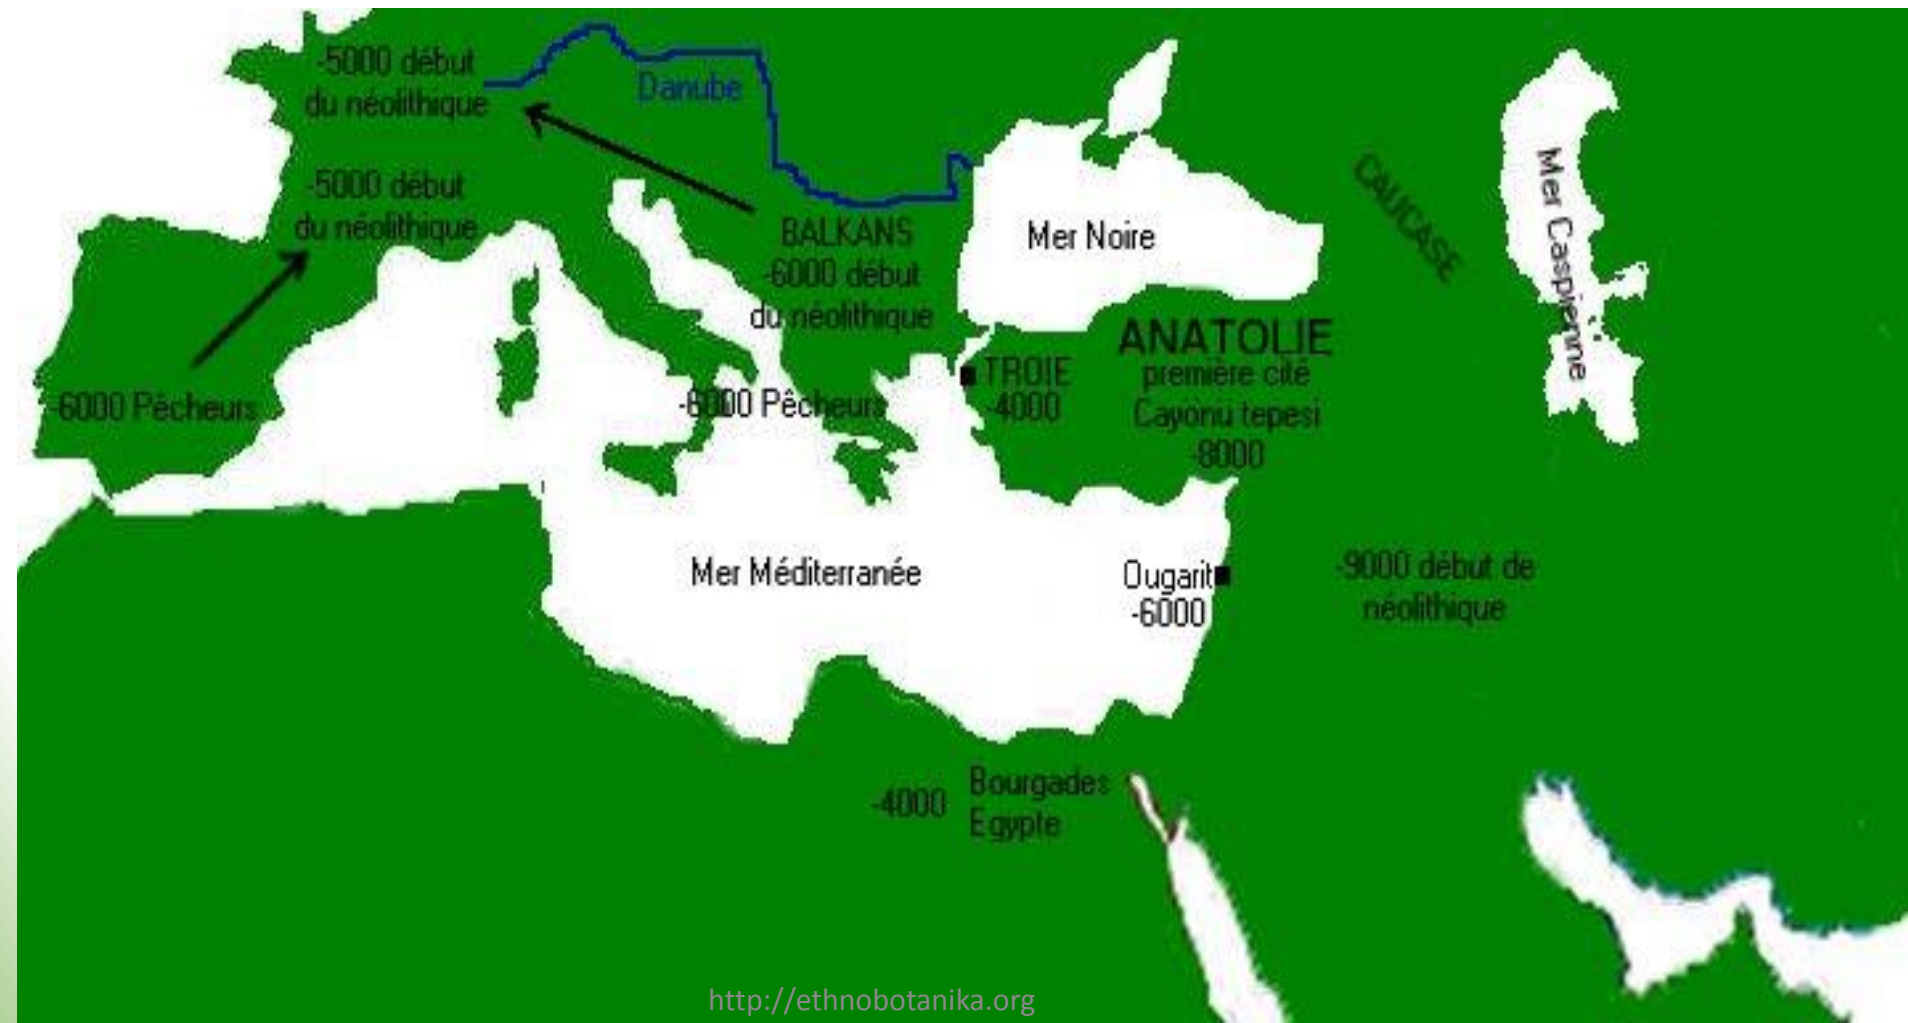 -5000 début
du néolithique
Danube
-5000 début
du néolithique
BALKANS
-6000 début
du néolithique
Mer Noire
CAUCASE
Mer Caspienne
-6000 Pêcheurs
-6000 Pêcheurs
TROIE
-4000
ANATOLIE
première cité
Cayonu tepesi
-8000
Mer Méditerranée
Ougarit
-6000
-9000 début de
néolithique
-4000
Bourgades
Egypte
http://ethnobotanika.org